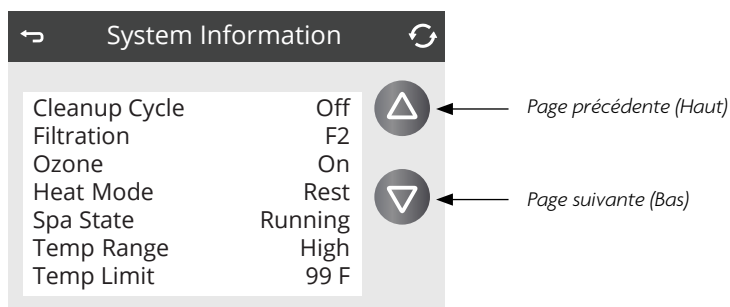 System Information
Cleanup Cycle Off
Filtration F2
Ozone On
Heat Mode Rest
Spa State Running
Temp Range High
Temp Limit 99 F
Page précédente (Haut)
Page suivante (Bas)